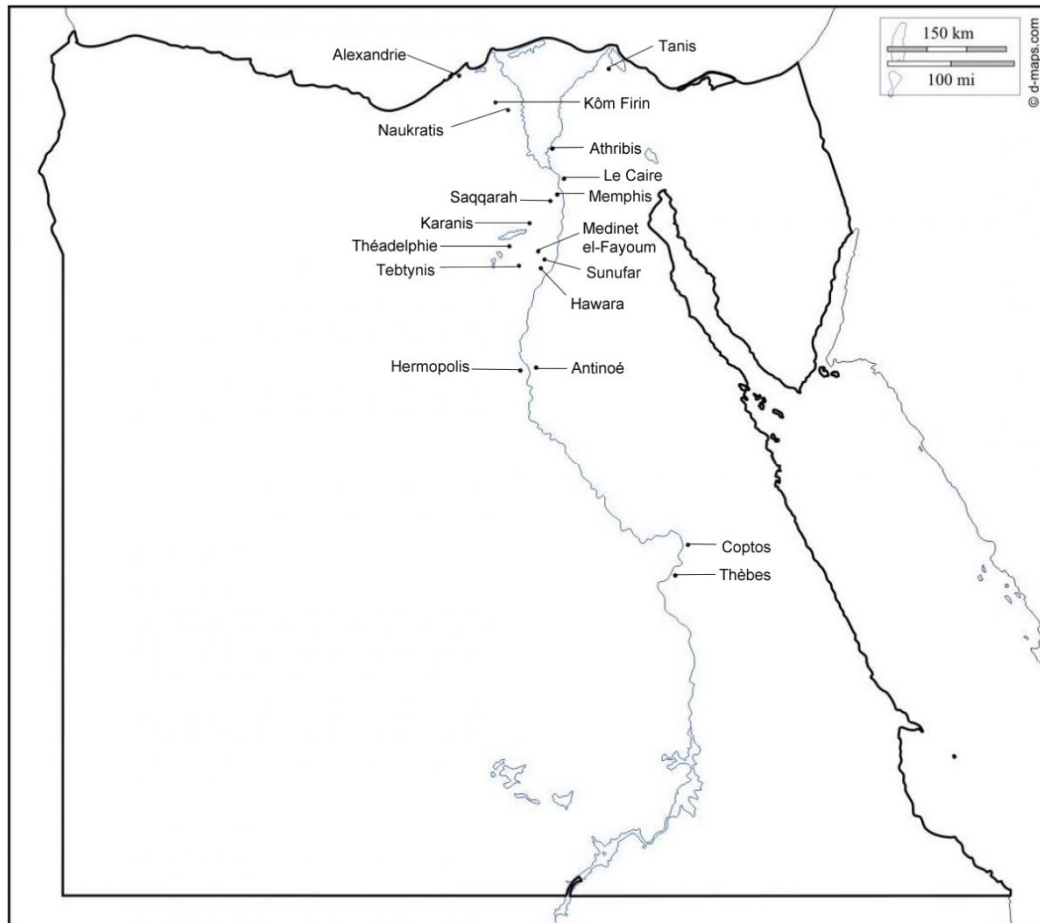 150 km
100 mi
© d-maps.com
Alexandrie
Tanis
Kôm Firin
Naukratis
Athribis
Le Caire
Saqqarah
Memphis
Karanis
Medinet
el-Fayoum
Théadelphie
Tebtynis
Sunufar
Hawara
Hermopolis
Antinoé
Coptos
Thèbes